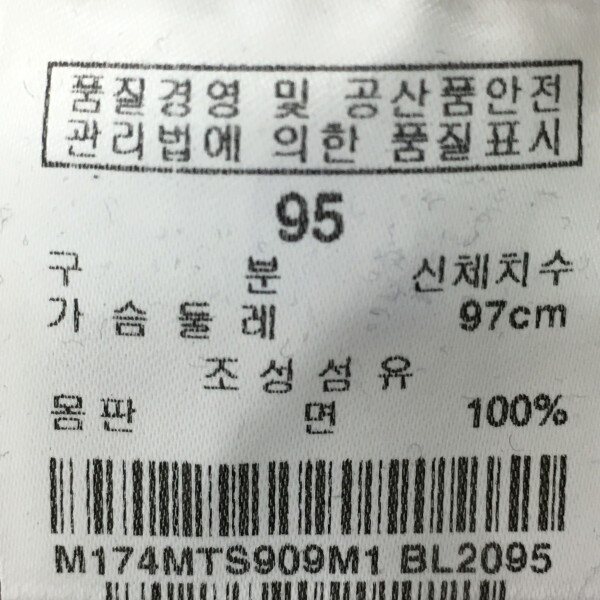 품질경영 및 공산품안전
관리법에 의한 품질표시
95
구 분 신체치수
가슴둘레 97cm
조성섬유
몸판 면 100%
M174MTS909M1 BL2095